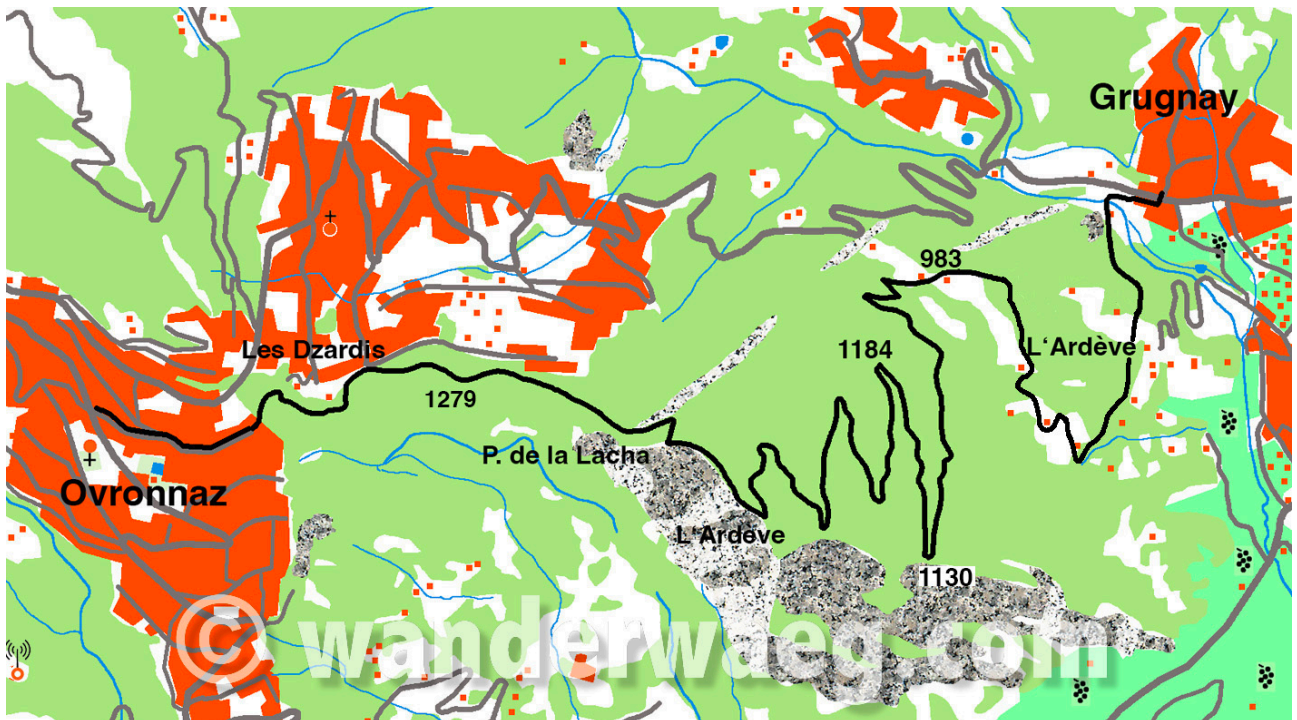 Grugnay
983
Les Dzardis
1184
L'Ardève
1279
P. de la Lacha
Ovronnaz
L'Ardève
1130
© wanderwaeg.com